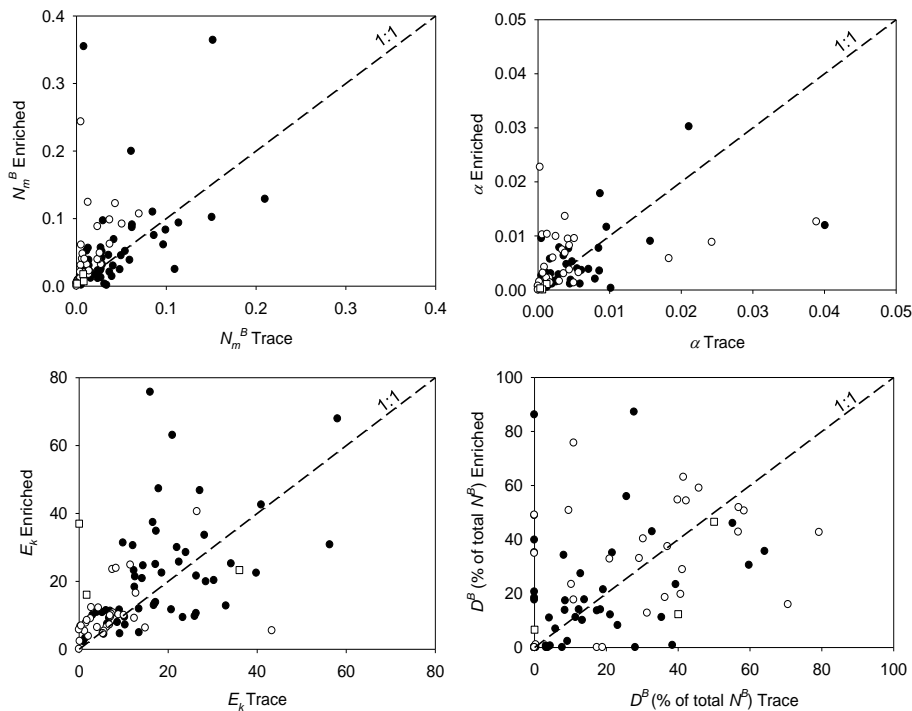 0.4
0.3
0.2
0.1
0.0
N_m^B Enriched
1:1
0.0 0.1 0.2 0.3 0.4
N_m^B Trace
0.05
0.04
0.03
0.02
0.01
0.00
α Enriched
1:1
0.00 0.01 0.02 0.03 0.04 0.05
α Trace
80
60
40
20
0
E_k Enriched
1:1
0 20 40 60 80
E_k Trace
100
80
60
40
20
0
D^B (% of total N^B) Enriched
1:1
0 20 40 60 80 100
D^B (% of total N^B) Trace